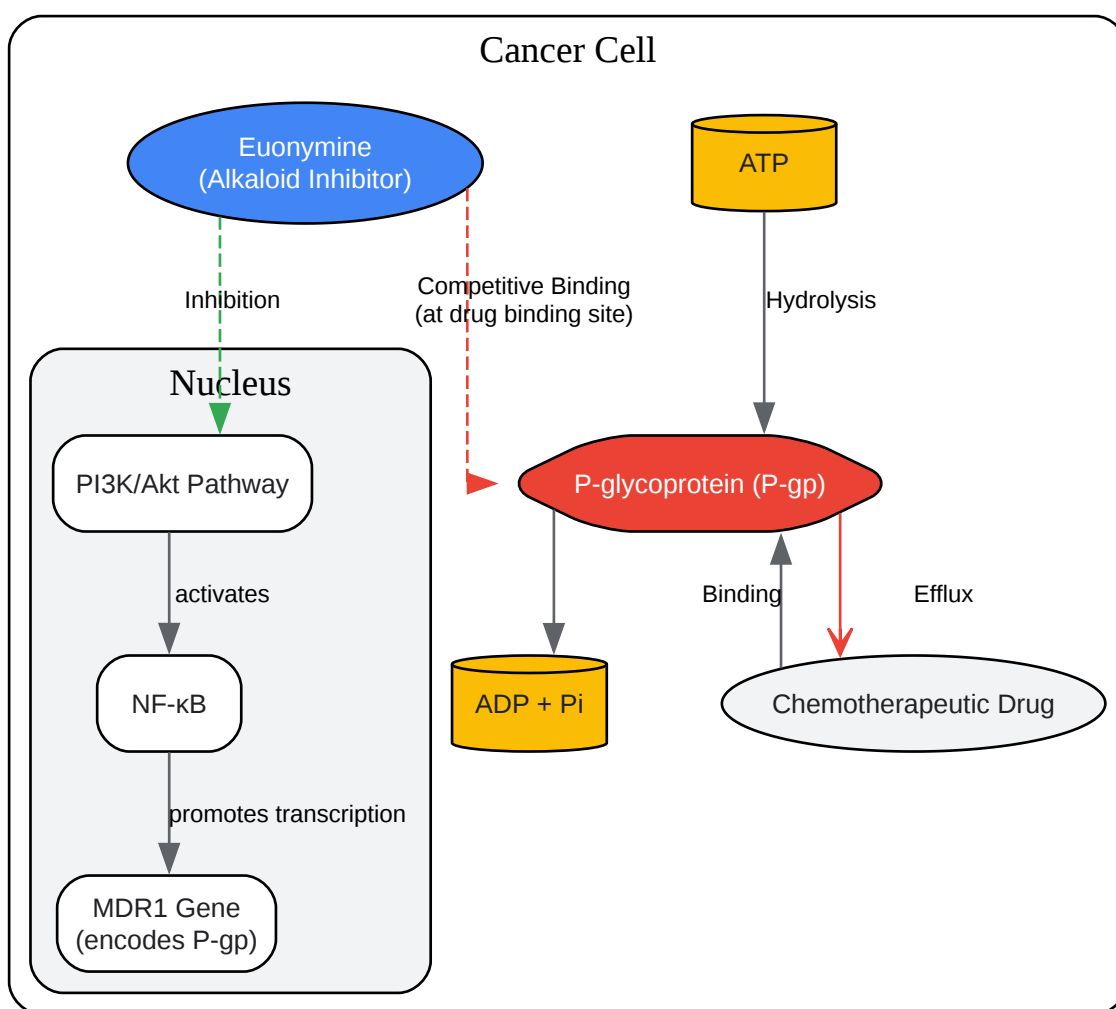 Cancer Cell
Euonymine
(Alkaloid Inhibitor)
ATP
Inhibition
Competitive Binding
(at drug binding site)
Hydrolysis
Nucleus
PI3K/Akt Pathway
P-glycoprotein (P-gp)
activates
Binding
Efflux
NF-κB
ADP + Pi
Chemotherapeutic Drug
promotes transcription
MDR1 Gene
(encodes P-gp)